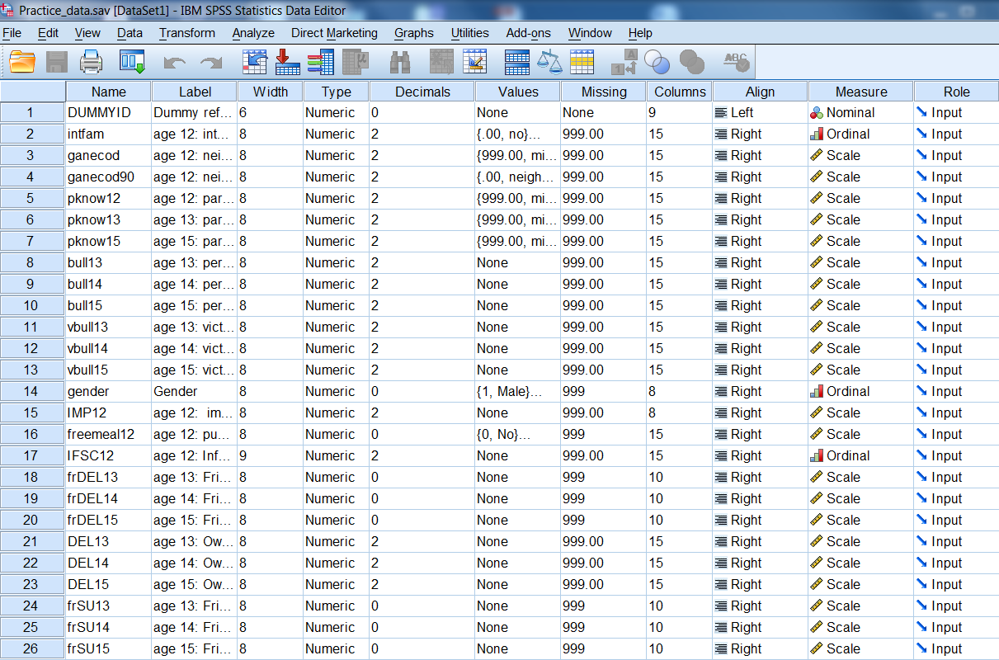 Practice_data.sav [DataSet1] - IBM SPSS Statistics Data Editor
File Edit View Data Transform Analyze Direct Marketing Graphs Utilities Add-ons Window Help
1 A A ABC
Name Label Width Type Decimals Values Missing Columns Align Measure Role
1 DUMMYID Dummy ref... 6 Numeric 0 None None 9 Left Nominal Input
2 intfam age 12: int... 8 Numeric 2 {.00, no}... 999.00 15 Right Ordinal Input
3 ganecod age 12: nei... 8 Numeric 2 {999.00, mi... 999.00 15 Right Scale Input
4 ganecod90 age 12: nei... 8 Numeric 2 {.00, neigh... 999.00 15 Right Scale Input
5 pknow12 age 12: par... 8 Numeric 2 {999.00, mi... 999.00 15 Right Scale Input
6 pknow13 age 13: par... 8 Numeric 2 {999.00, mi... 999.00 15 Right Scale Input
7 pknow15 age 15: par... 8 Numeric 2 {999.00, mi... 999.00 15 Right Scale Input
8 bull13 age 13: per... 8 Numeric 2 None 999.00 15 Right Scale Input
9 bull14 age 14: per... 8 Numeric 2 None 999.00 15 Right Scale Input
10 bull15 age 15: per... 8 Numeric 2 None 999.00 15 Right Scale Input
11 vbull13 age 13: vict... 8 Numeric 2 None 999.00 15 Right Scale Input
12 vbull14 age 14: vict... 8 Numeric 2 None 999.00 15 Right Scale Input
13 vbull15 age 15: vict... 8 Numeric 2 None 999.00 15 Right Scale Input
14 gender Gender 8 Numeric 0 {1, Male}... 999 8 Right Ordinal Input
15 IMP12 age 12:  im... 8 Numeric 2 None 999.00 8 Right Scale Input
16 freemeal12 age 12: pu... 8 Numeric 0 {0, No}... 999 15 Right Scale Input
17 IFSC12 age 12: Inf... 9 Numeric 2 None 999.00 15 Right Ordinal Input
18 frDEL13 age 13: Fri... 8 Numeric 0 None 999 10 Right Scale Input
19 frDEL14 age 14: Fri... 8 Numeric 0 None 999 10 Right Scale Input
20 frDEL15 age 15: Fri... 8 Numeric 0 None 999 10 Right Scale Input
21 DEL13 age 13: Ow... 8 Numeric 2 None 999.00 15 Right Scale Input
22 DEL14 age 14: Ow... 8 Numeric 2 None 999.00 15 Right Scale Input
23 DEL15 age 15: Ow... 8 Numeric 2 None 999.00 15 Right Scale Input
24 frSU13 age 13: Fri... 8 Numeric 0 None 999 10 Right Scale Input
25 frSU14 age 14: Fri... 8 Numeric 0 None 999 10 Right Scale Input
26 frSU15 age 15: Fri... 8 Numeric 0 None 999 10 Right Scale Input